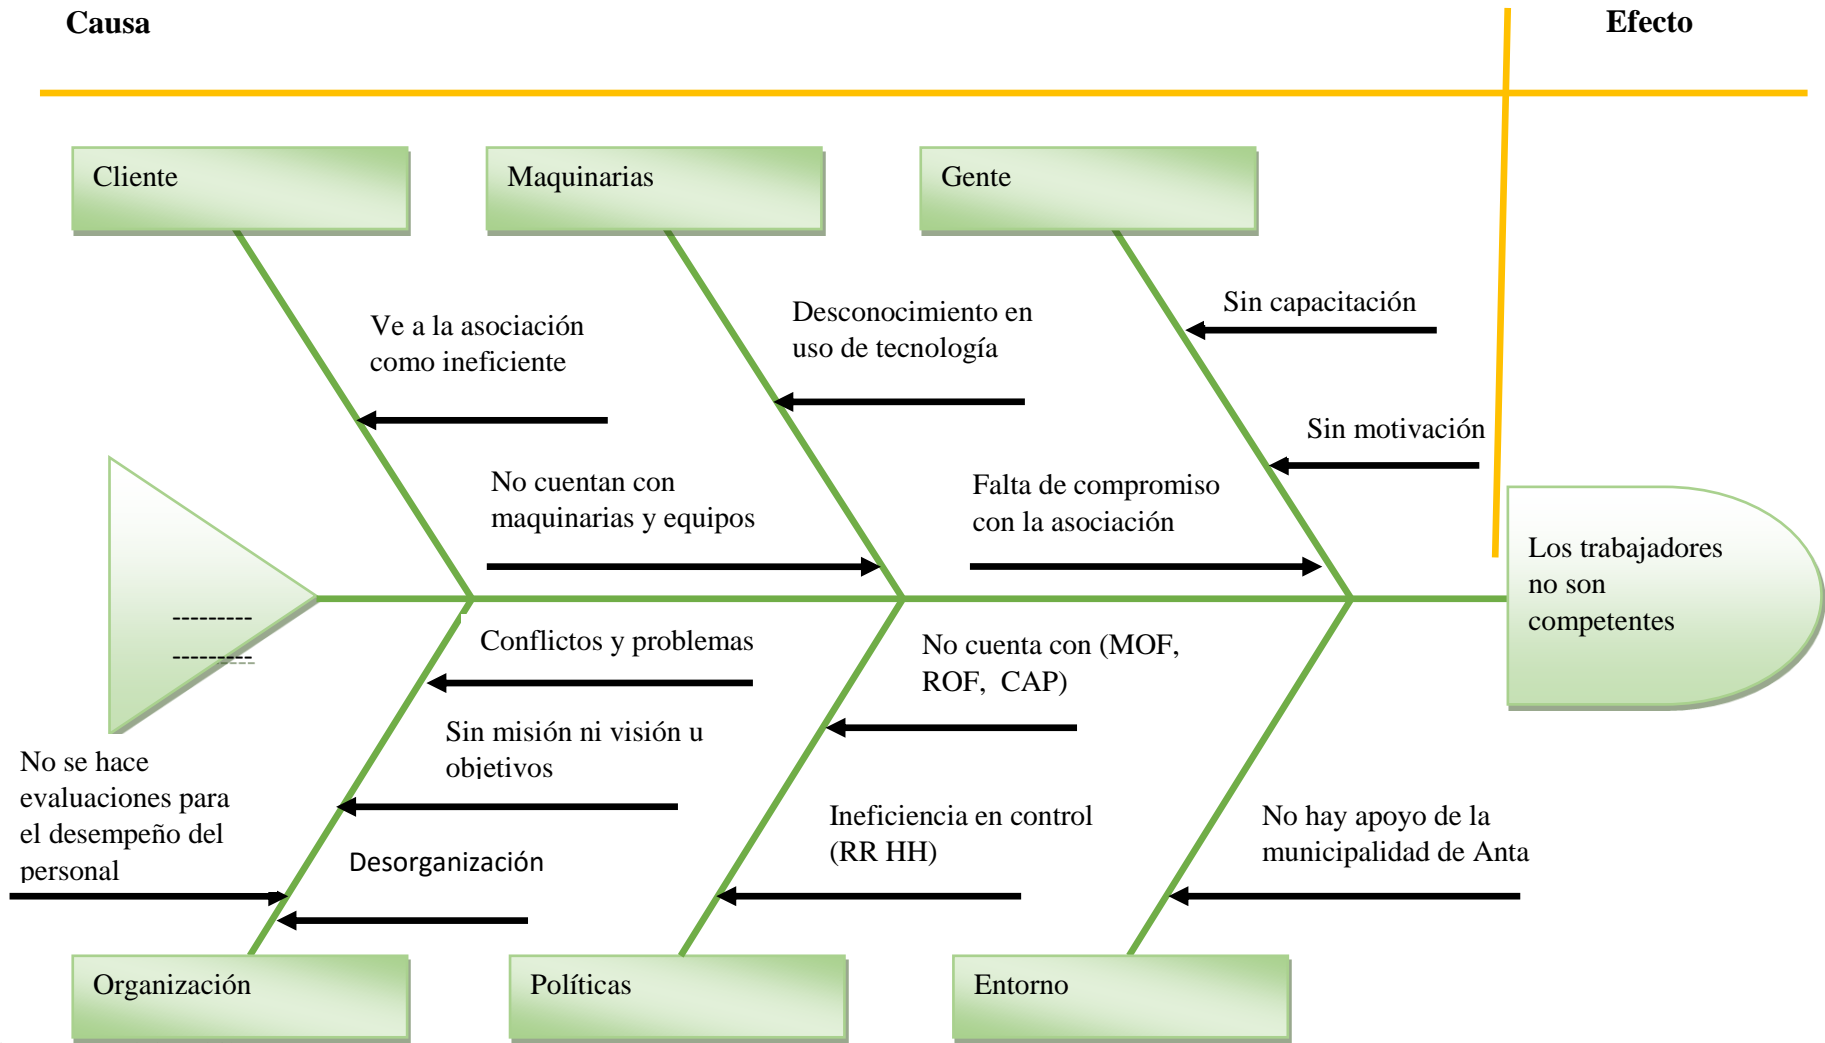 Causa
Efecto
Cliente
Maquinarias
Gente
Ve a la asociación
como ineficiente
Desconocimiento en
uso de tecnología
Sin capacitación
Sin motivación
No cuentan con
maquinarias y equipos
Falta de compromiso
con la asociación
Los trabajadores
no son
competentes
Conflictos y problemas
No cuenta con (MOF,
ROF, CAP)
Sin misión ni visión u
objetivos
No se hace
evaluaciones para
el desempeño del
personal
Desorganización
Ineficiencia en control
(RR HH)
No hay apoyo de la
municipalidad de Anta
Organización
Políticas
Entorno